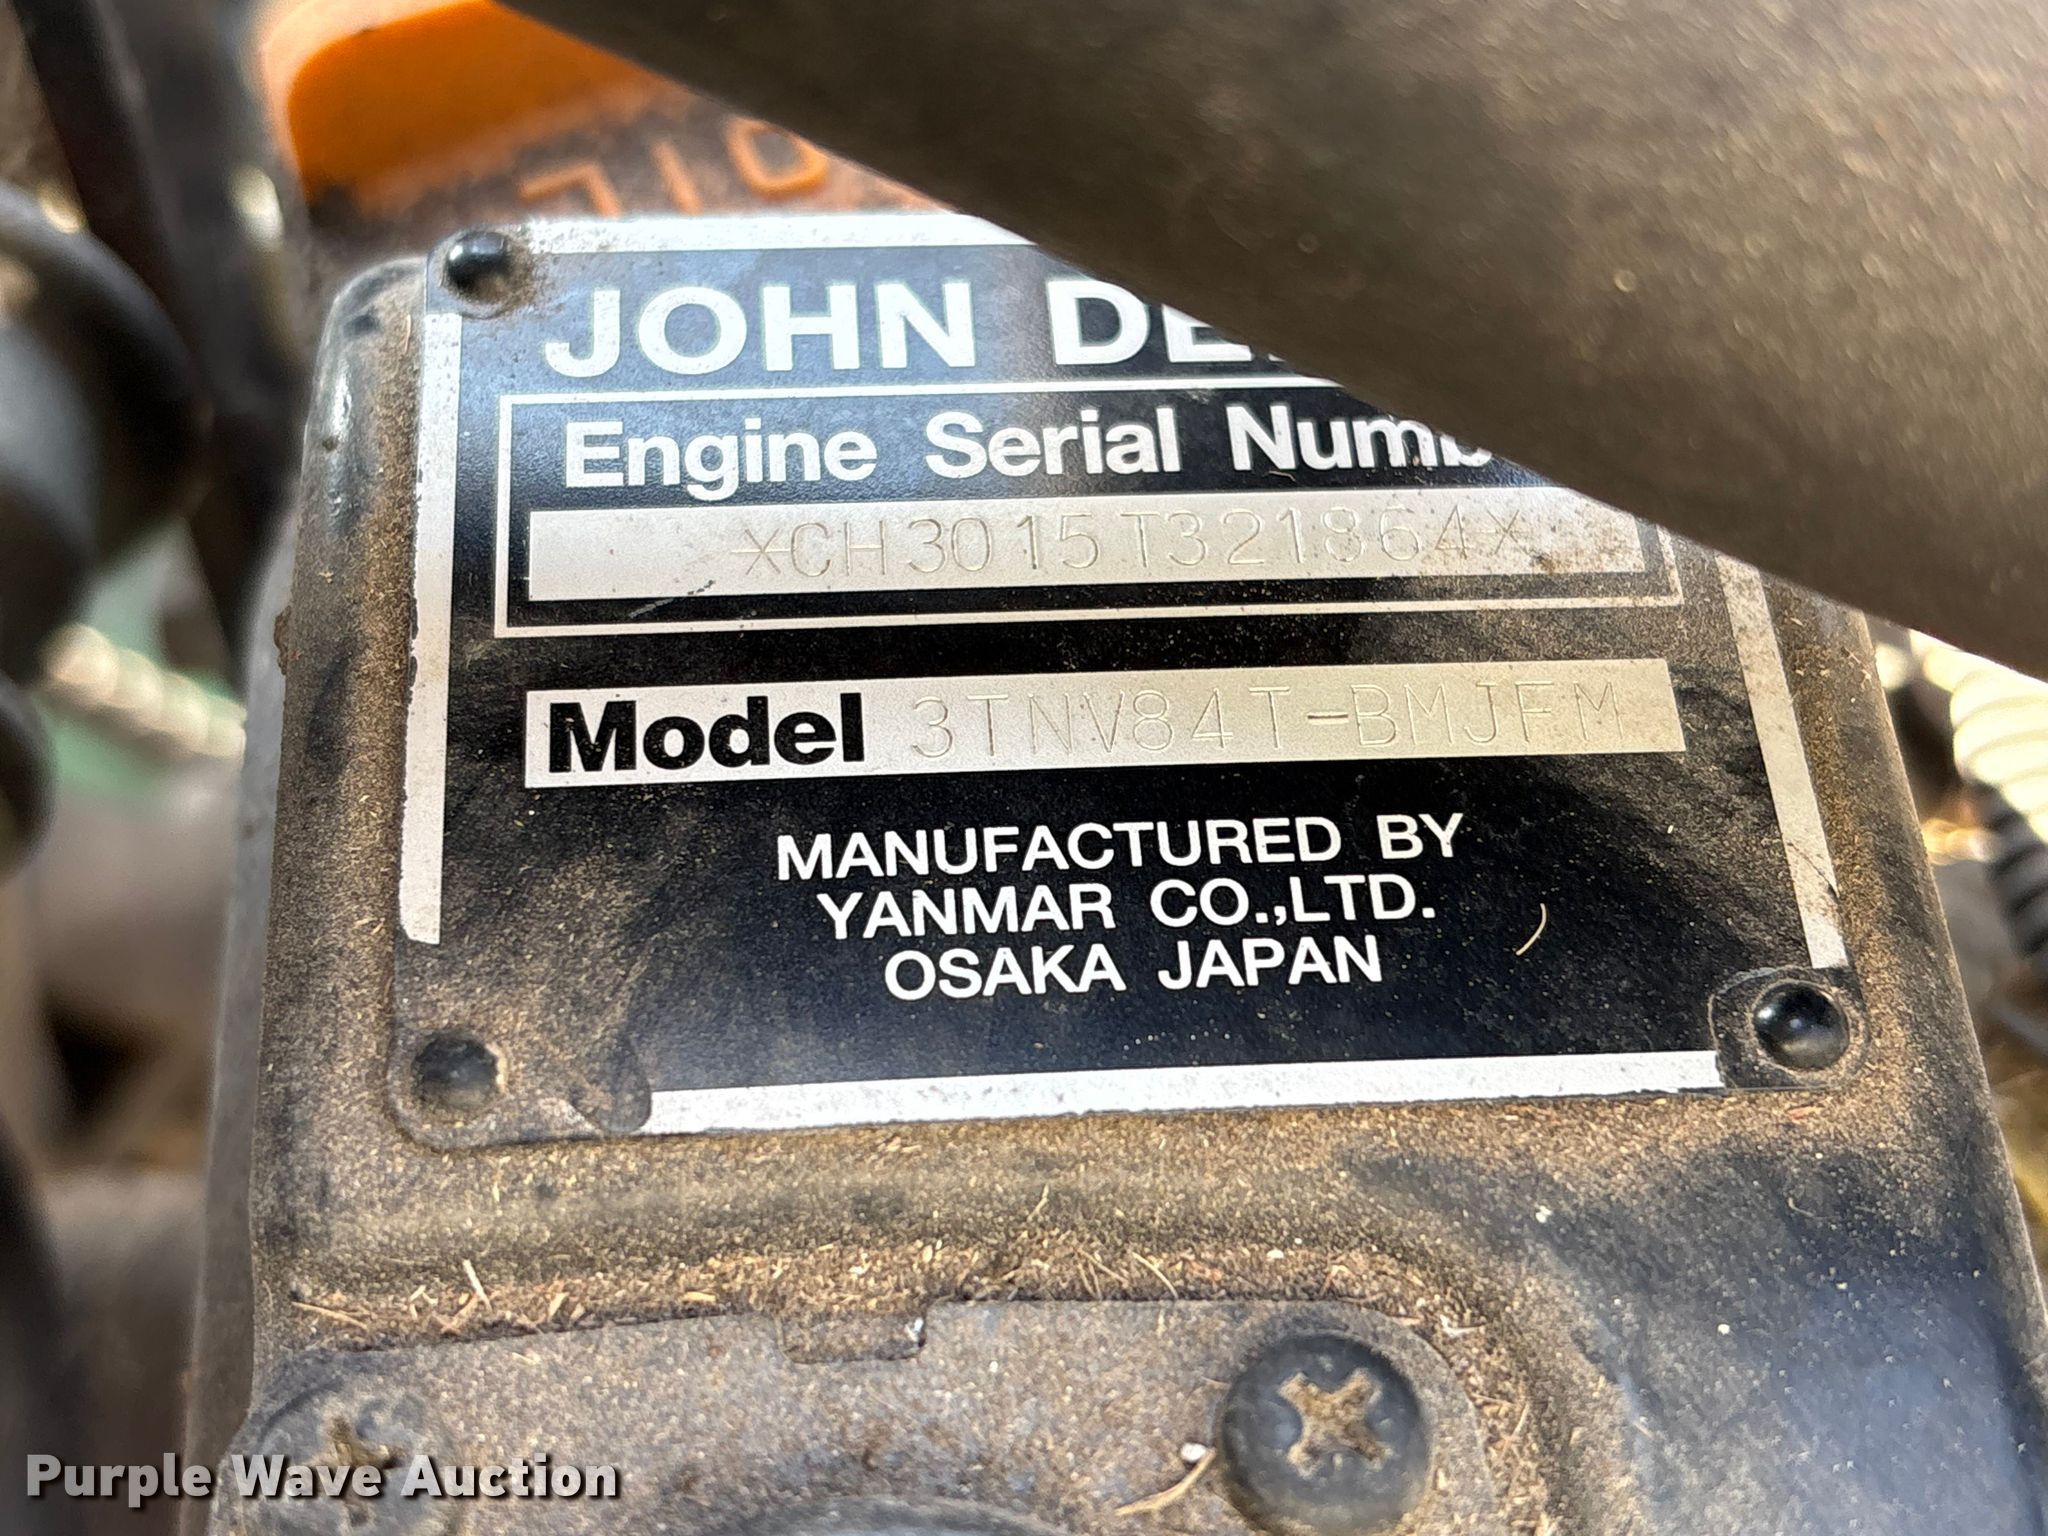 OIL
JOHN DE
Engine Serial Numb
*CH3015T321864*
Model 3TNV84T-BMJFM
MANUFACTURED BY
YANMAR CO.,LTD.
OSAKA JAPAN
Purple Wave Auction